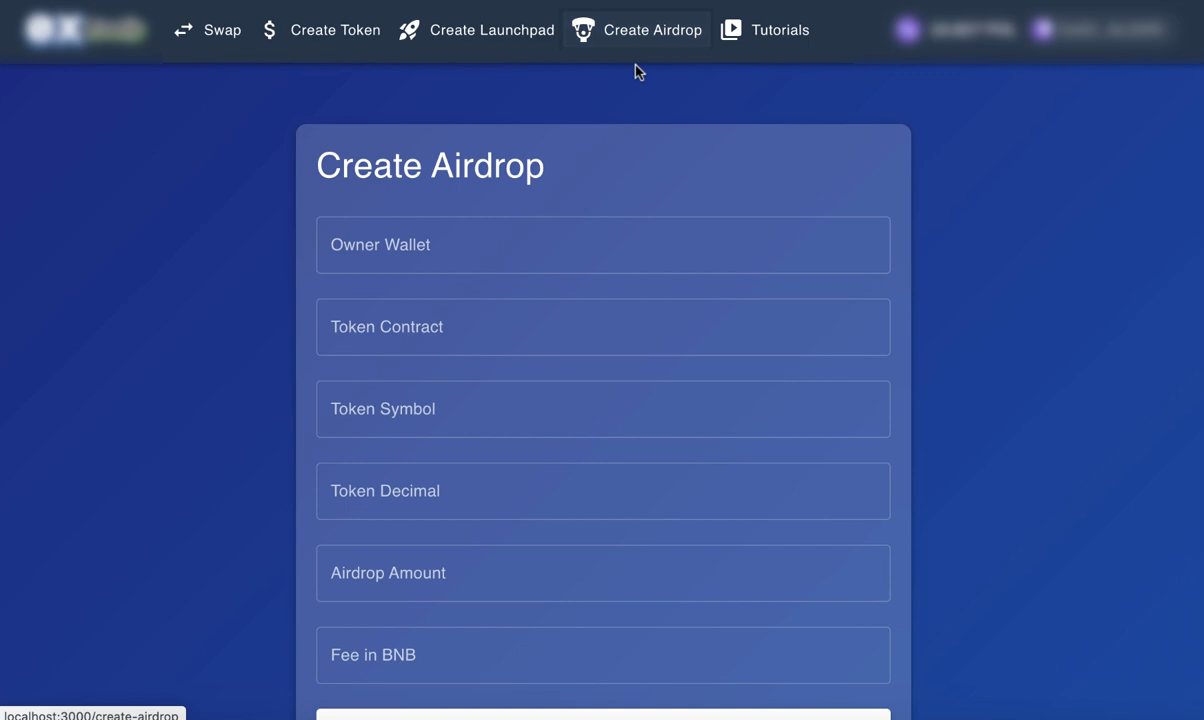 Swap
Create Token
Create Launchpad
Create Airdrop
Tutorials
Create Airdrop
Owner Wallet
Token Contract
Token Symbol
Token Decimal
Airdrop Amount
Fee in BNB
localhost:3000/create-airdrop